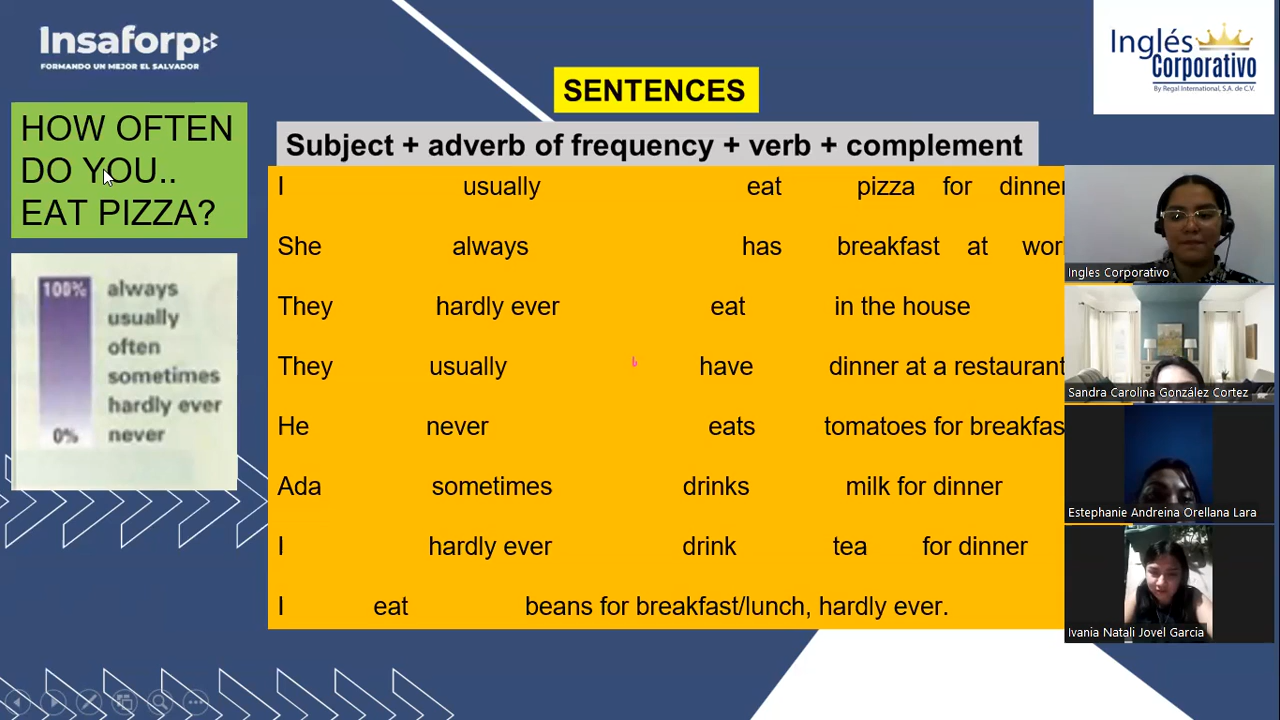 Insaforp
FORMANDO UN MEJOR EL SALVADOR
Inglés
Corporativo
By Regal International, S.A. de C.V.
SENTENCES
HOW OFTEN
DO YOU..
EAT PIZZA?
Subject + adverb of frequency + verb + complement
I usually eat pizza for dinner
She always has breakfast at work
They hardly ever eat in the house
They usually have dinner at a restaurant
He never eats tomatoes for breakfas
Ada sometimes drinks milk for dinner
I hardly ever drink tea for dinner
I eat beans for breakfast/lunch, hardly ever.
100% always
usually
often
sometimes
hardly ever
0% never
Ingles Corporativo
Sandra Carolina González Cortez
Estephanie Andreina Orellana Lara
Ivania Natali Jovel Garcia